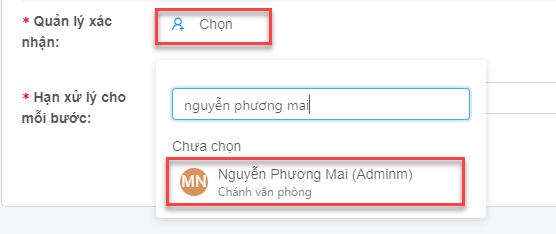 * Quản lý xác nhận:
Chọn
* Hạn xử lý cho mỗi bước:
nguyễn phương mai
Chưa chọn
MN
Nguyễn Phương Mai (Adminm)
Chánh văn phòng